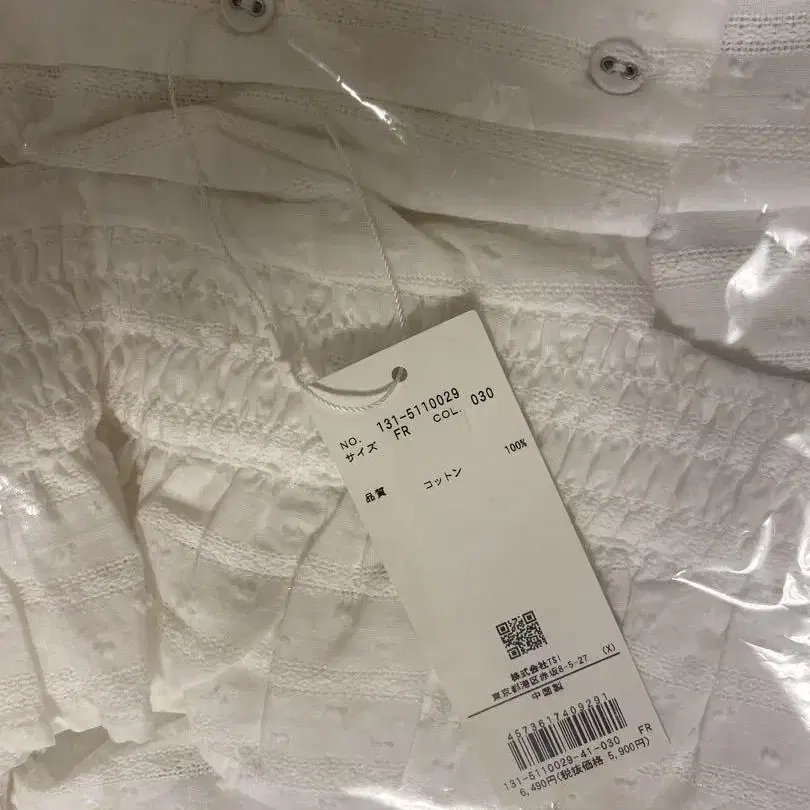 NO. 131-5110029
サイズ FR COL. 030
品質 コットン 100%
株式会社TSI
東京都港区赤坂8-5-27 (X)
中国製
4573617409291
131-5110029-41-030 FR
6,490円(税抜価格 5,900円)